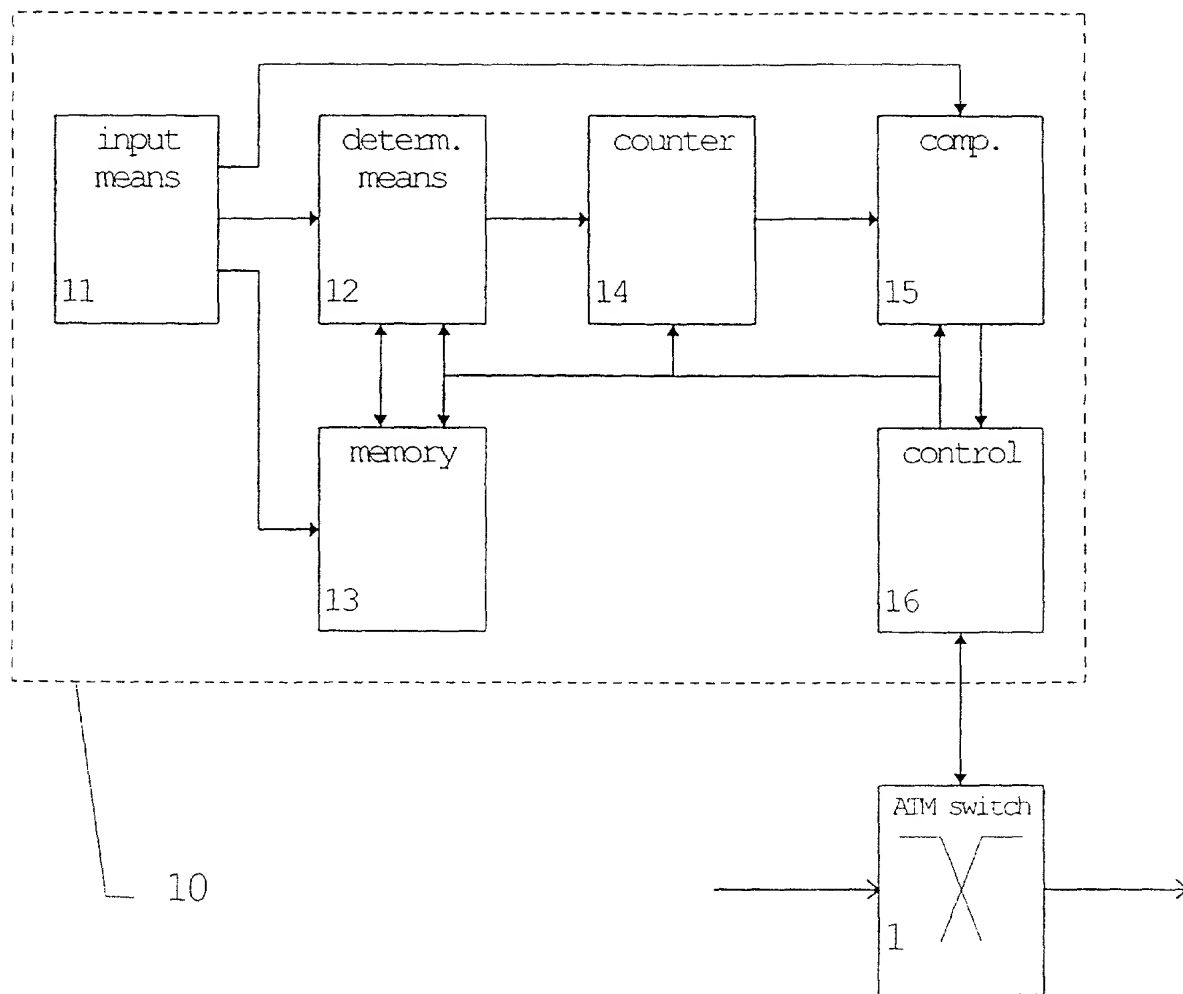 input
means
11
determ.
means
12
counter
14
comp.
15
memory
13
control
16
ATM switch
1
10